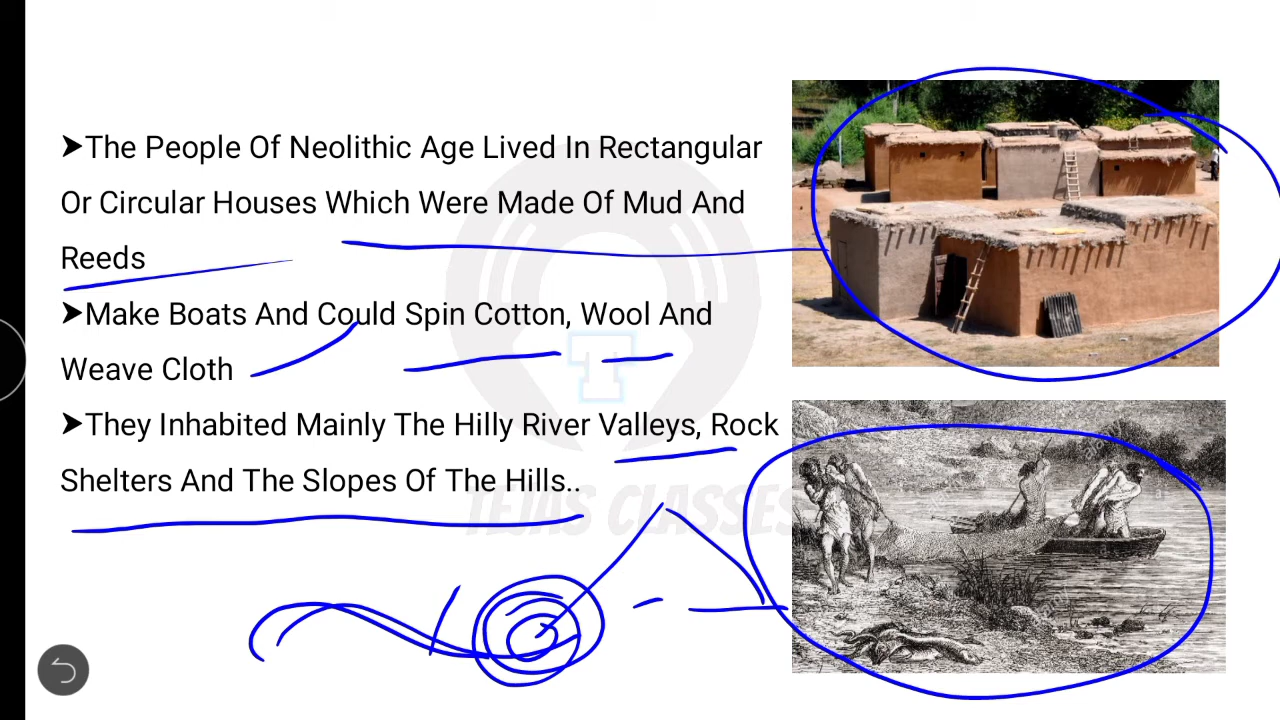 ➤The People Of Neolithic Age Lived In Rectangular
Or Circular Houses Which Were Made Of Mud And
Reeds
➤Make Boats And Could Spin Cotton, Wool And
Weave Cloth
➤They Inhabited Mainly The Hilly River Valleys, Rock
Shelters And The Slopes Of The Hills..
T
TEJAS CLASSES